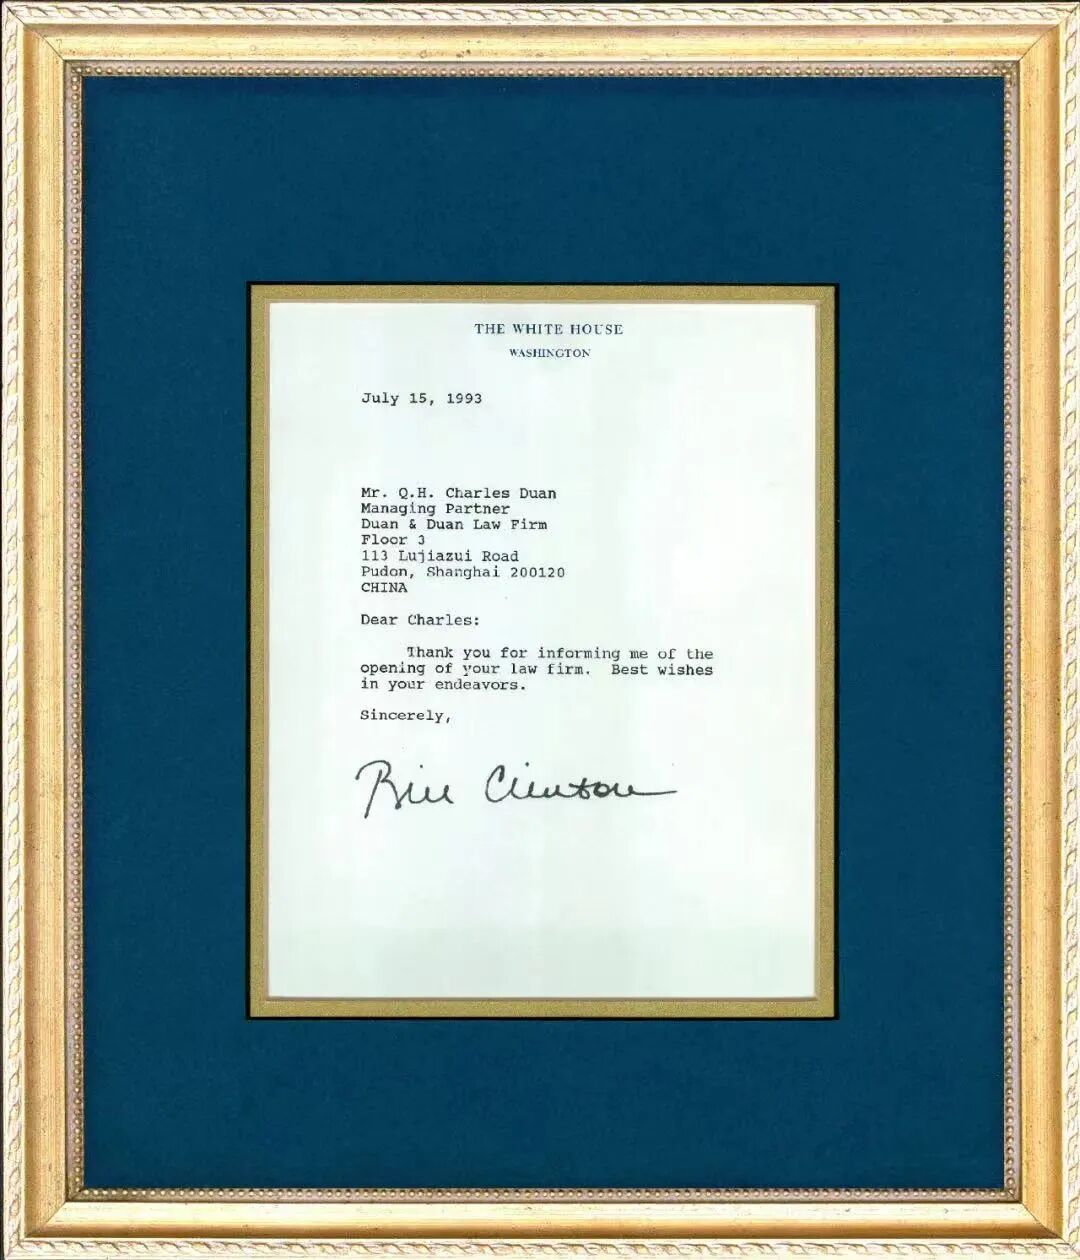 THE WHITE HOUSE
WASHINGTON
July 15, 1993
Mr. Q.H. Charles Duan
Managing Partner
Duan & Duan Law Firm
Floor 3
113 Lujiazui Road
Pudon, Shanghai 200120
CHINA
Dear Charles:
Thank you for informing me of the
opening of your law firm. Best wishes
in your endeavors.
Sincerely,
Bill Clinton